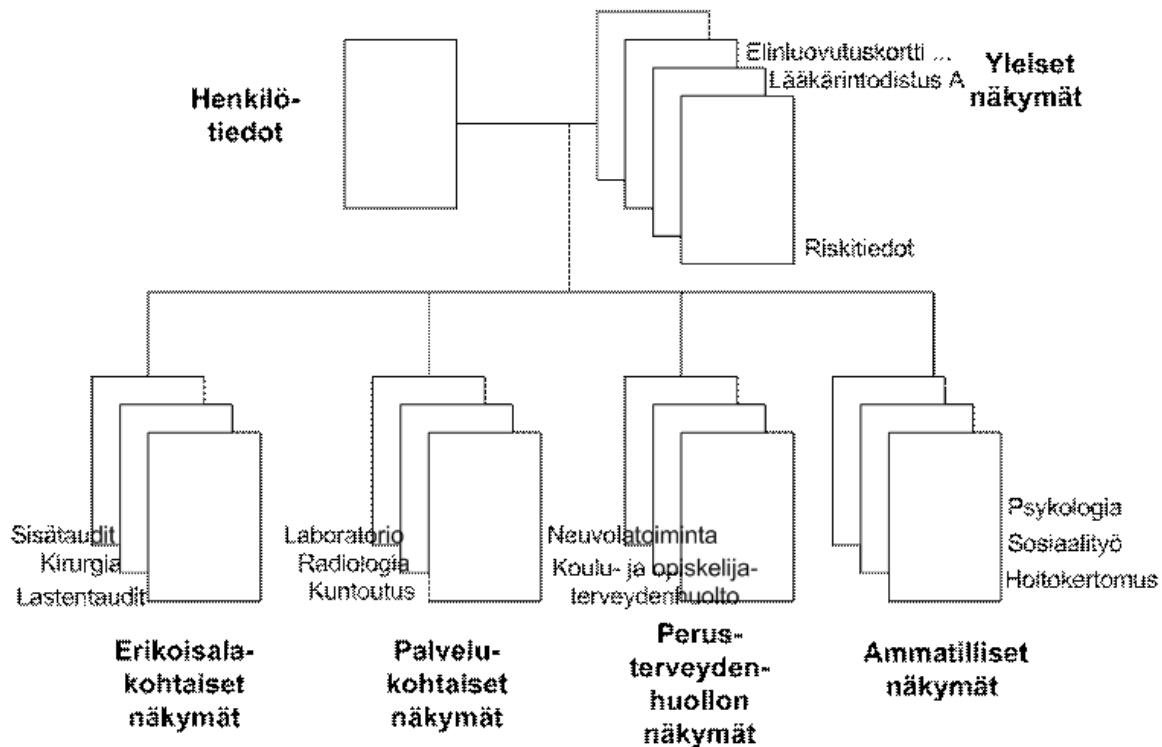 Henkilö-
tiedot
Elinluovutuskortti ...
Lääkärintodistus A
Yleiset
näkymät
Riskitiedot
Sisätaudit
Kirurgia
Lastentaudit
Erikoisala-
kohtaiset
näkymät
Laboratorio
Radiologia
Kuntoutus
Palvelu-
kohtaiset
näkymät
Neuvolatoiminta
Koulu- ja opiskelija-
terveydenhuolto
Perus-
terveyden-
huollon
näkymät
Psykologia
Sosiaalityö
Hoitokertomus
Ammatilliset
näkymät